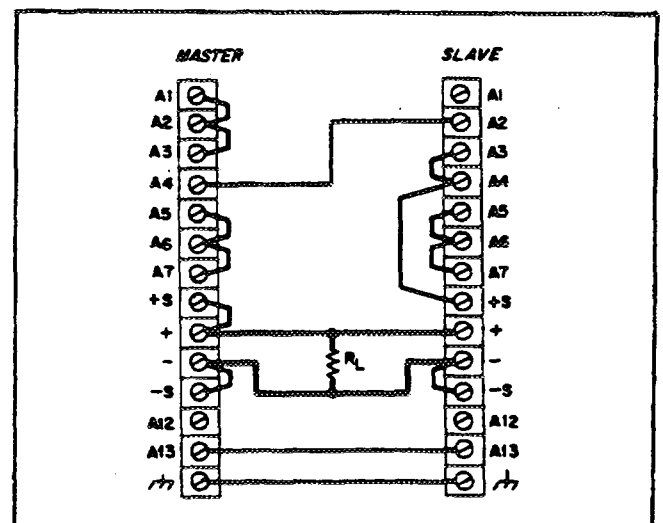 MASTER SLAVE
A1 A1
A2 A2
A3 A3
A4 A4
A5 A5
A6 A6
A7 A7
+S +S
+ +
- RL -
-S -S
A12 A12
A13 A13